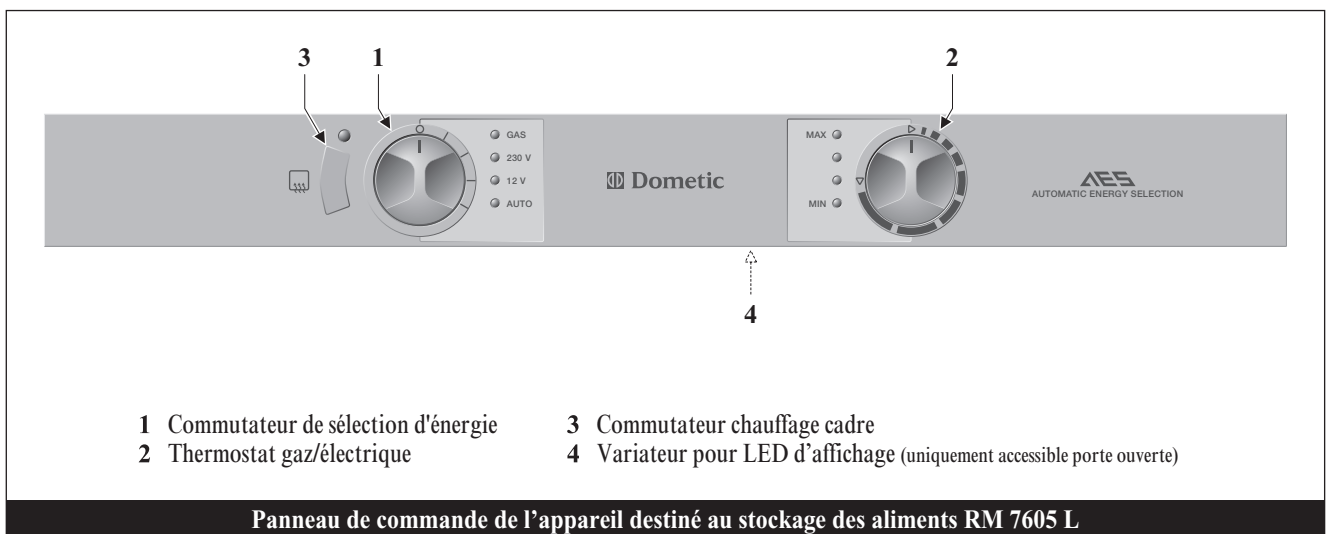 3 1 2
GAS
230 V
12 V
AUTO
Dometic
MAX
MIN
AES
AUTOMATIC ENERGY SELECTION
4
1 Commutateur de sélection d'énergie
2 Thermostat gaz/électrique
3 Commutateur chauffage cadre
4 Variateur pour LED d’affichage (uniquement accessible porte ouverte)
Panneau de commande de l’appareil destiné au stockage des aliments RM 7605 L